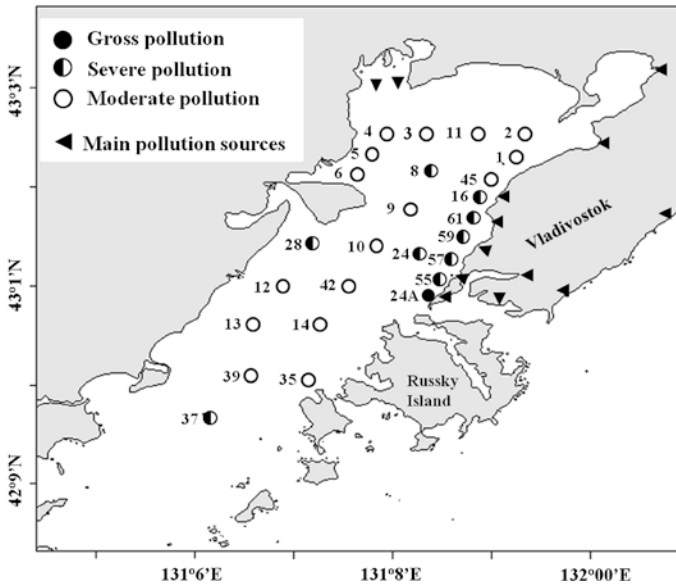 Gross pollution
Severe pollution
Moderate pollution
Main pollution sources
43°3'N
43°1'N
42°9'N
4 3 11 2
5 1
6 8 45
16
9 61
59
28 10 24 57
55
12 42 24A
13 14
39 35
37
Vladivostok
Russky
Island
131°6'E 131°8'E 132°00'E